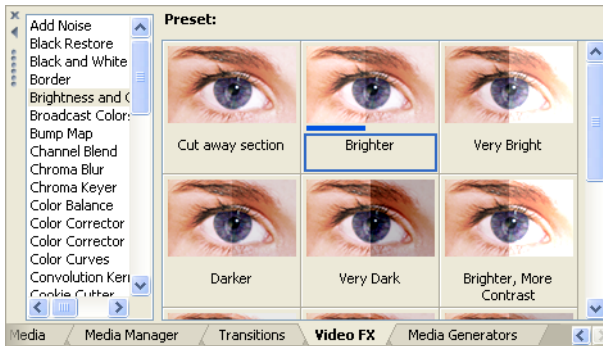 Preset:
Add Noise
Black Restore
Black and White
Border
Brightness and C
Broadcast Colors
Bump Map
Channel Blend
Chroma Blur
Chroma Keyer
Color Balance
Color Corrector
Color Corrector
Color Curves
Convolution Kern
Cookie Cutter
Cut away section
Brighter
Very Bright
Darker
Very Dark
Brighter, More
Contrast
Media
Media Manager
Transitions
Video FX
Media Generators